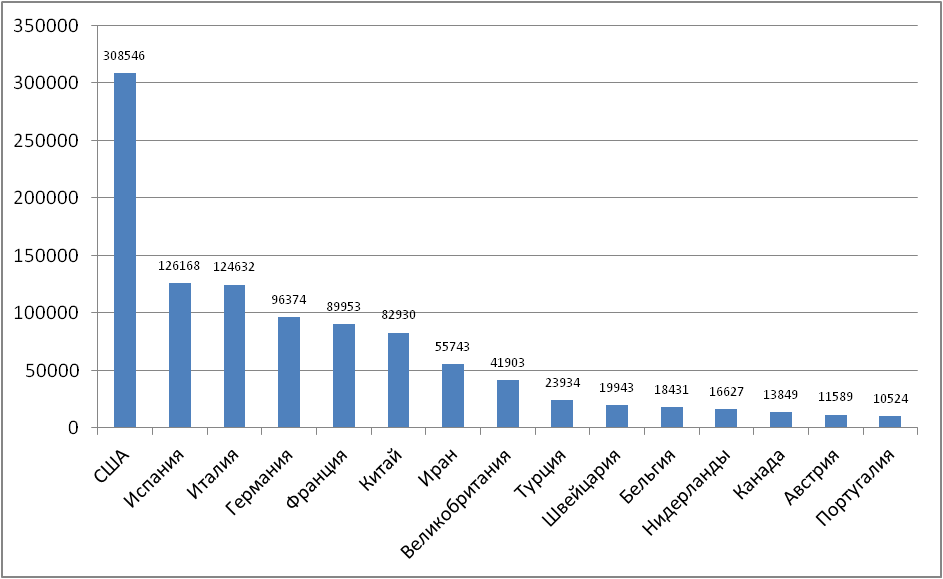 350000
300000
250000
200000
150000
100000
50000
0
308546
126168
124632
96374
89953
82930
55743
41903
23934
19943
18431
16627
13849
11589
10524
США
Испания
Италия
Германия
Франция
Китай
Иран
Великобритания
Турция
Швейцария
Бельгия
Нидерланды
Канада
Австрия
Португалия